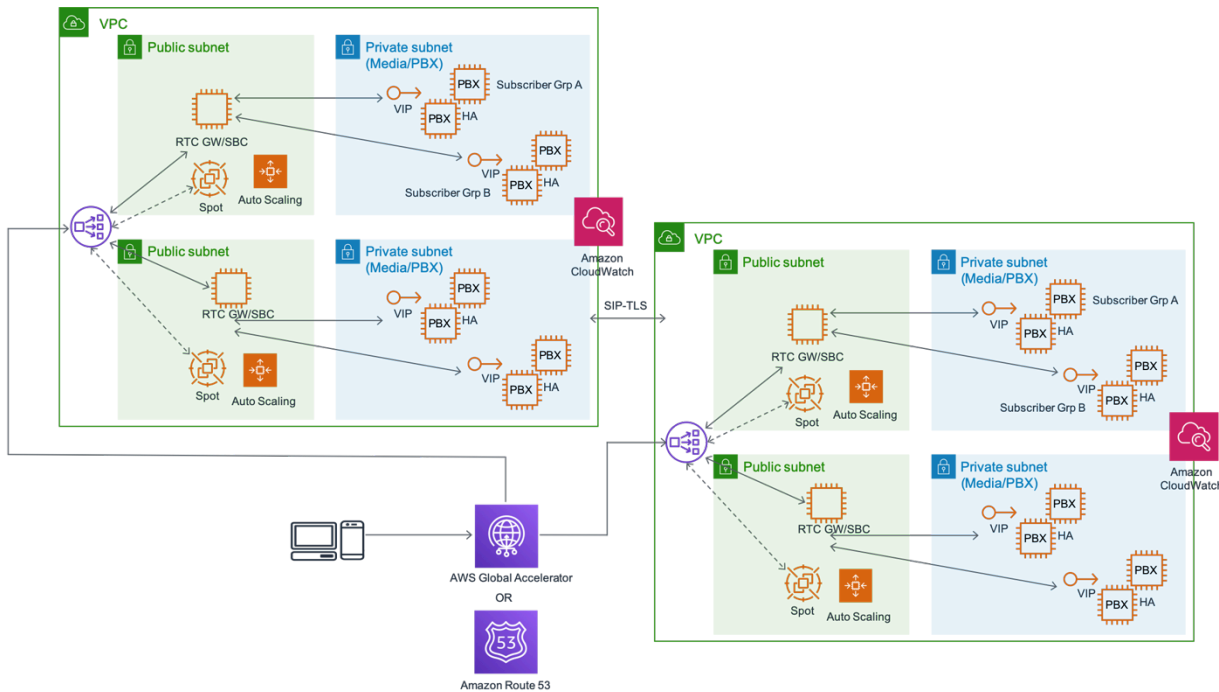 VPC
Public subnet
Private subnet
(Media/PBX)
PBX
Subscriber Grp A
VIP
PBX
HA
RTC GW/SBC
PBX
VIP
PBX
HA
Subscriber Grp B
Spot
Auto Scaling
Amazon
CloudWatch
Public subnet
Private subnet
(Media/PBX)
PBX
VIP
PBX
HA
RTC GW/SBC
PBX
VIP
PBX
HA
Spot
Auto Scaling
SIP-TLS
VPC
Public subnet
Private subnet
(Media/PBX)
PBX
Subscriber Grp A
VIP
PBX
HA
RTC GW/SBC
PBX
VIP
PBX
HA
Subscriber Grp B
Spot
Auto Scaling
Amazon
CloudWatch
Public subnet
Private subnet
(Media/PBX)
PBX
VIP
PBX
HA
RTC GW/SBC
PBX
VIP
PBX
HA
Spot
Auto Scaling
AWS Global Accelerator
OR
53
Amazon Route 53